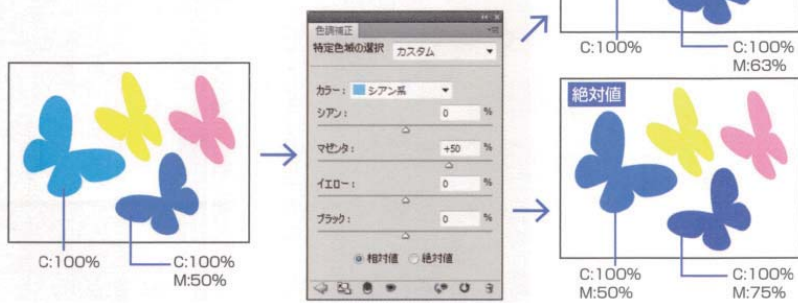 C:100%
C:100%
M:50%
色調補正
特定色域の選択 カスタム
カラー: シアン系
シアン: 0 %
マゼンタ: +50 %
イエロー: 0 %
ブラック: 0 %
相対値 絶対値
C:100%
C:100%
M:63%
絶対値
C:100%
M:50%
C:100%
M:75%